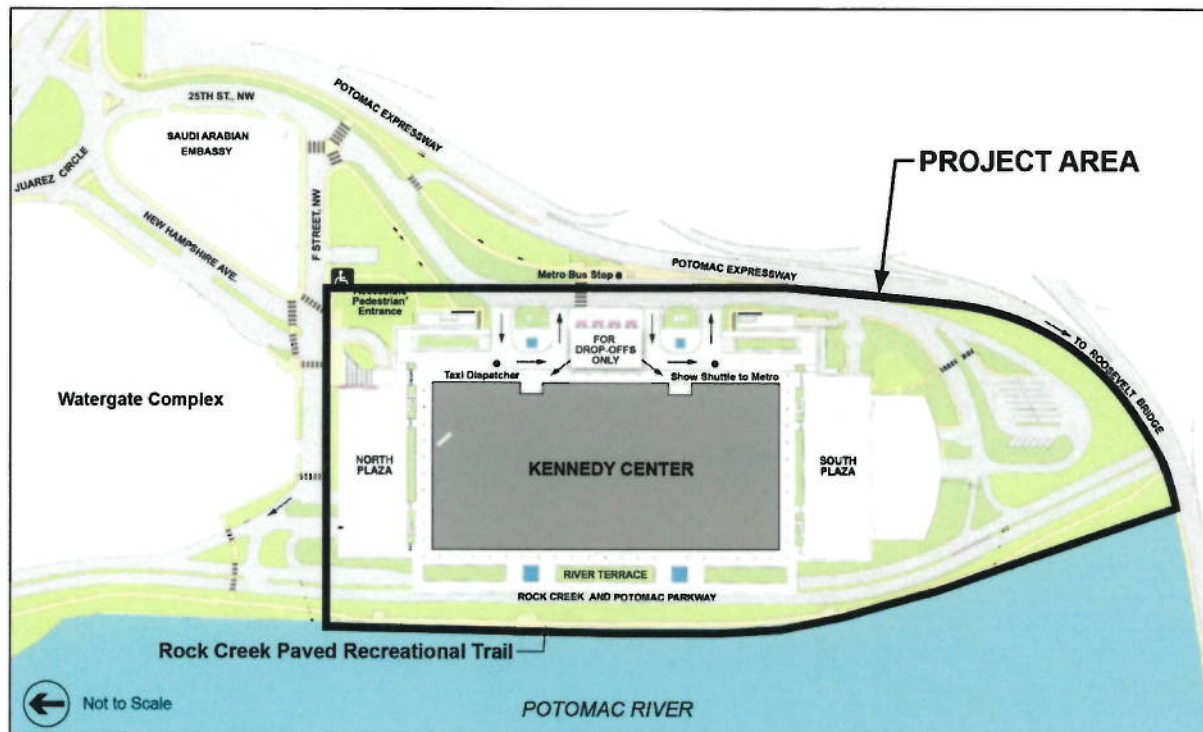 POTOMAC EXPRESSWAY
25TH ST., NW
SAUDI ARABIAN
EMBASSY
JUAREZ CIRCLE
PROJECT AREA
NEW HAMPSHIRE AVE.
F STREET, NW
POTOMAC EXPRESSWAY
Metro Bus Stop
Accessible
Pedestrian
Entrance
TO ROOSEVELT BRIDGE
FOR
DROP-OFFS
ONLY
Taxi Dispatcher
Show Shuttle to Metro
Watergate Complex
NORTH
PLAZA
KENNEDY CENTER
SOUTH
PLAZA
RIVER TERRACE
ROCK CREEK AND POTOMAC PARKWAY
Rock Creek Paved Recreational Trail
Not to Scale
POTOMAC RIVER